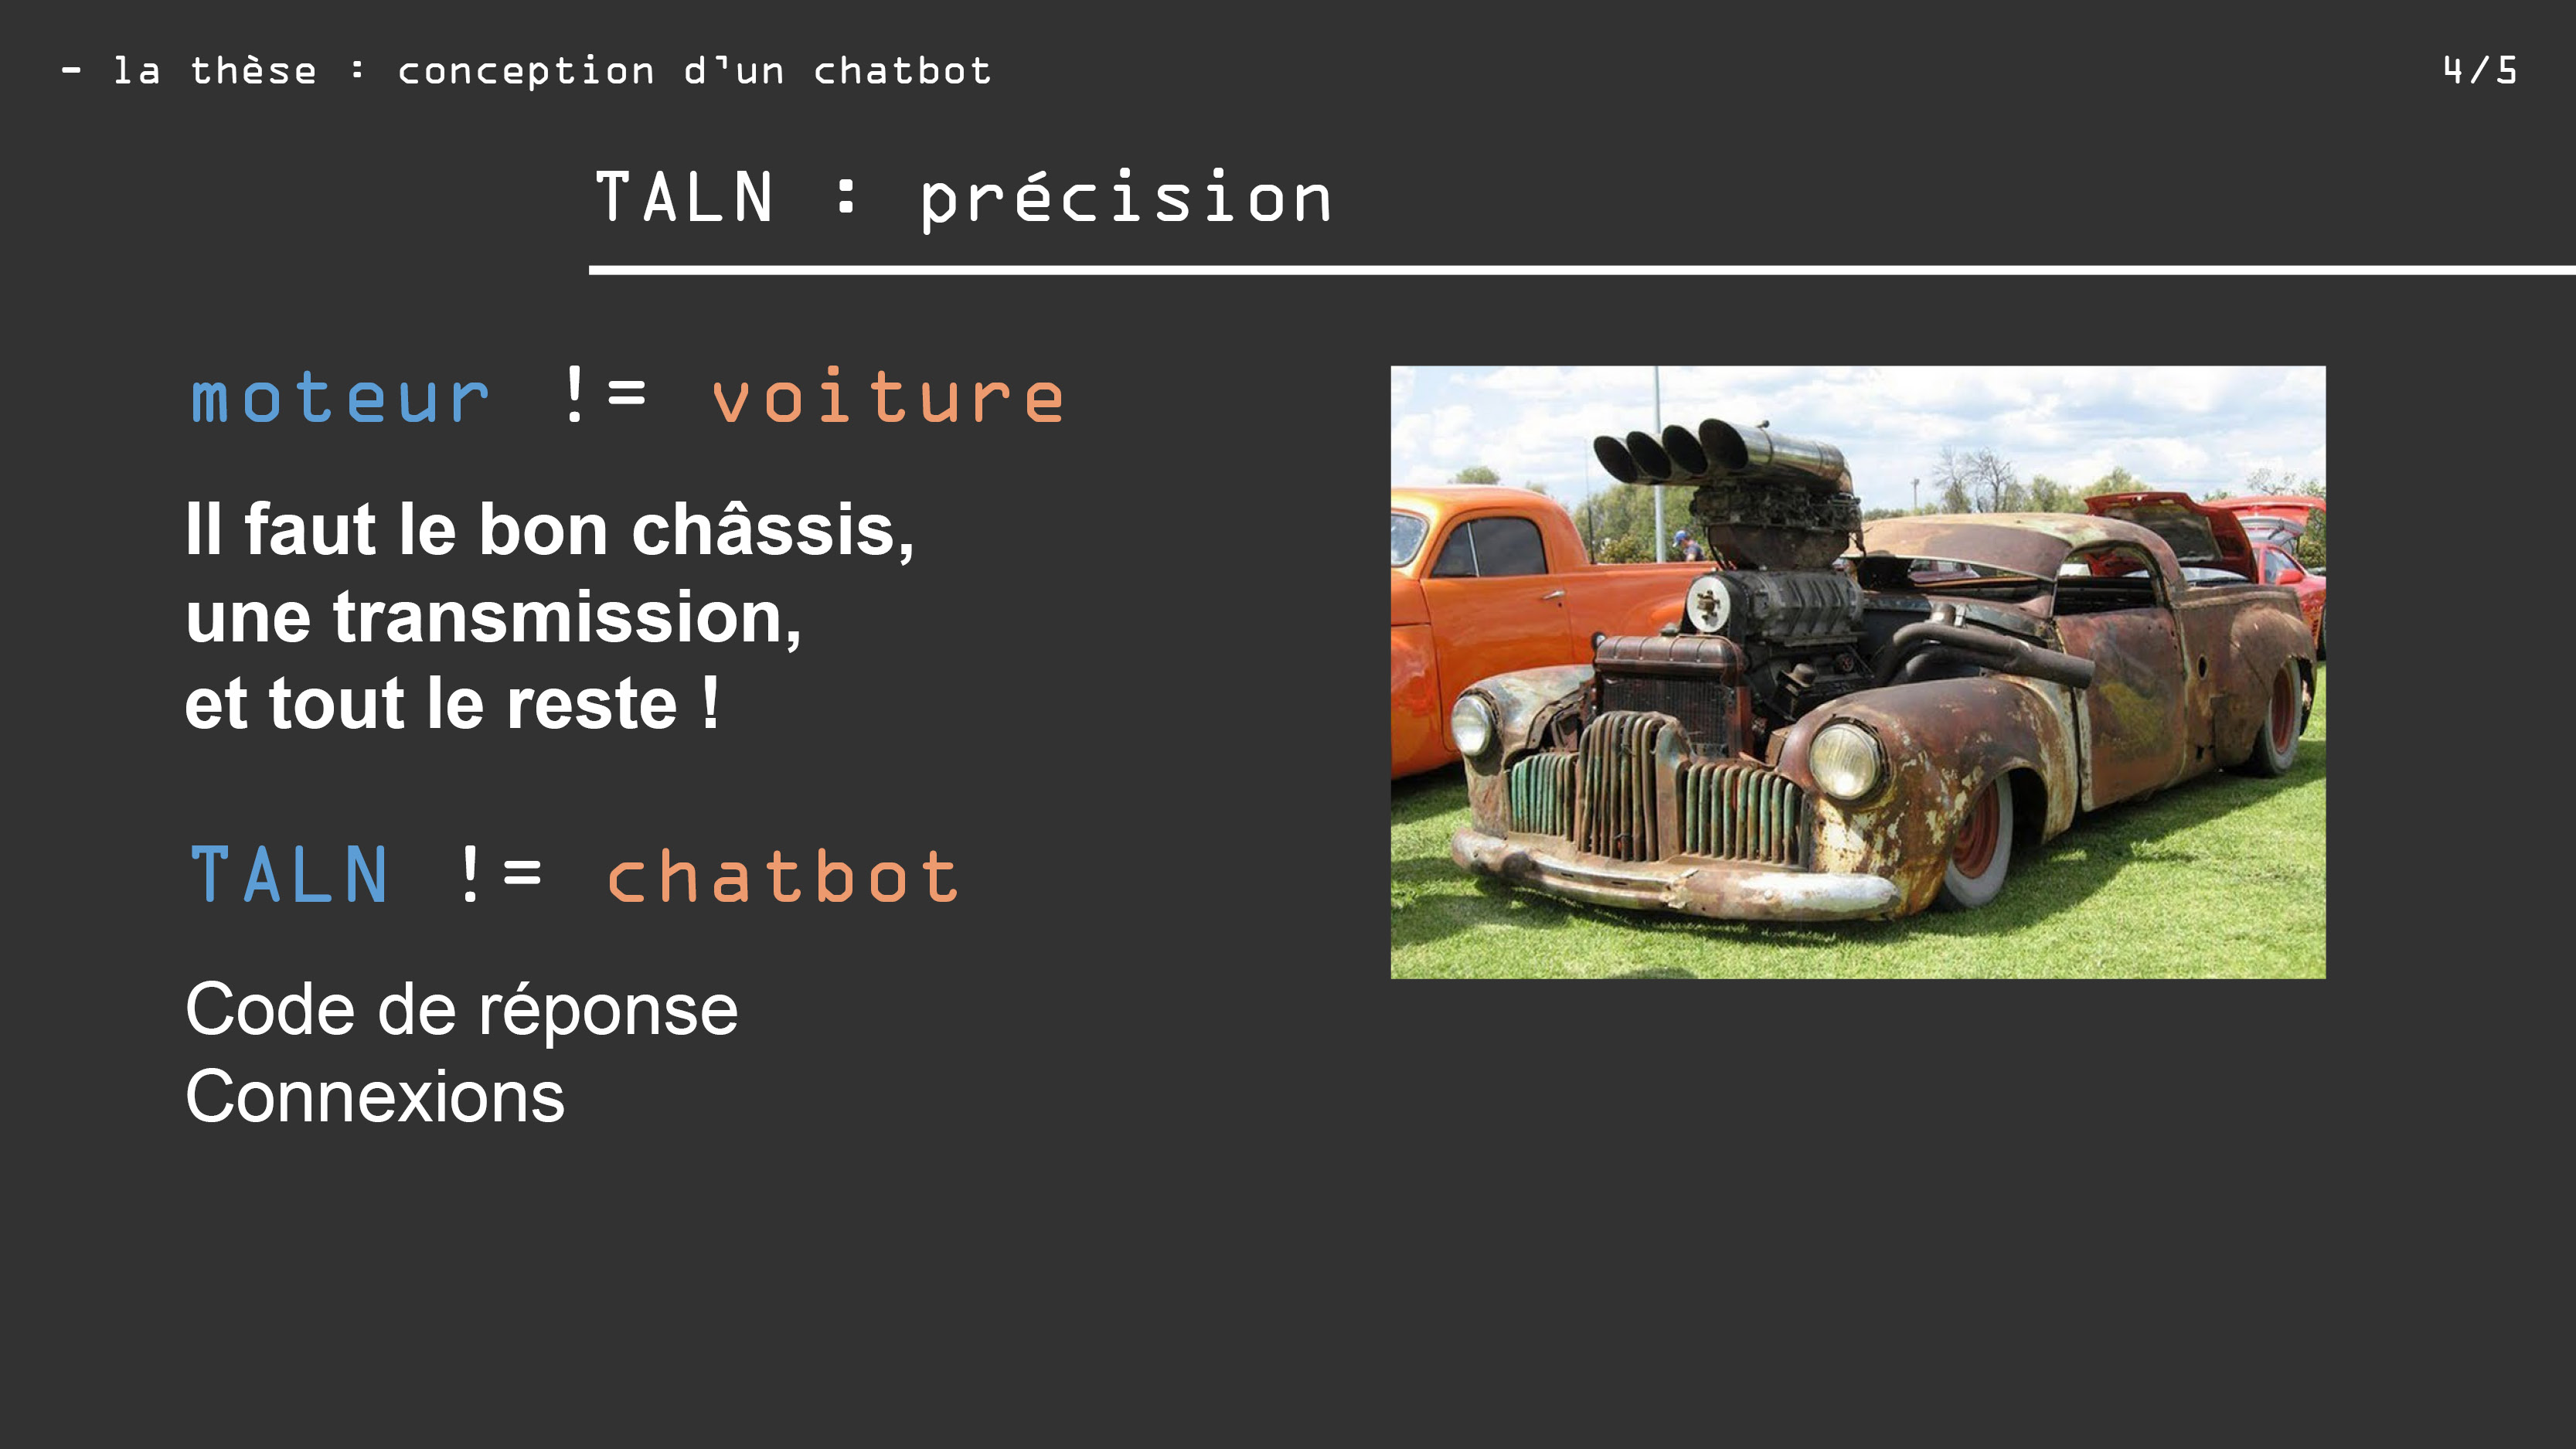 - la thèse : conception d'un chatbot
4/5
TALN : précision
moteur != voiture
Il faut le bon châssis,
une transmission,
et tout le reste !
TALN != chatbot
Code de réponse
Connexions